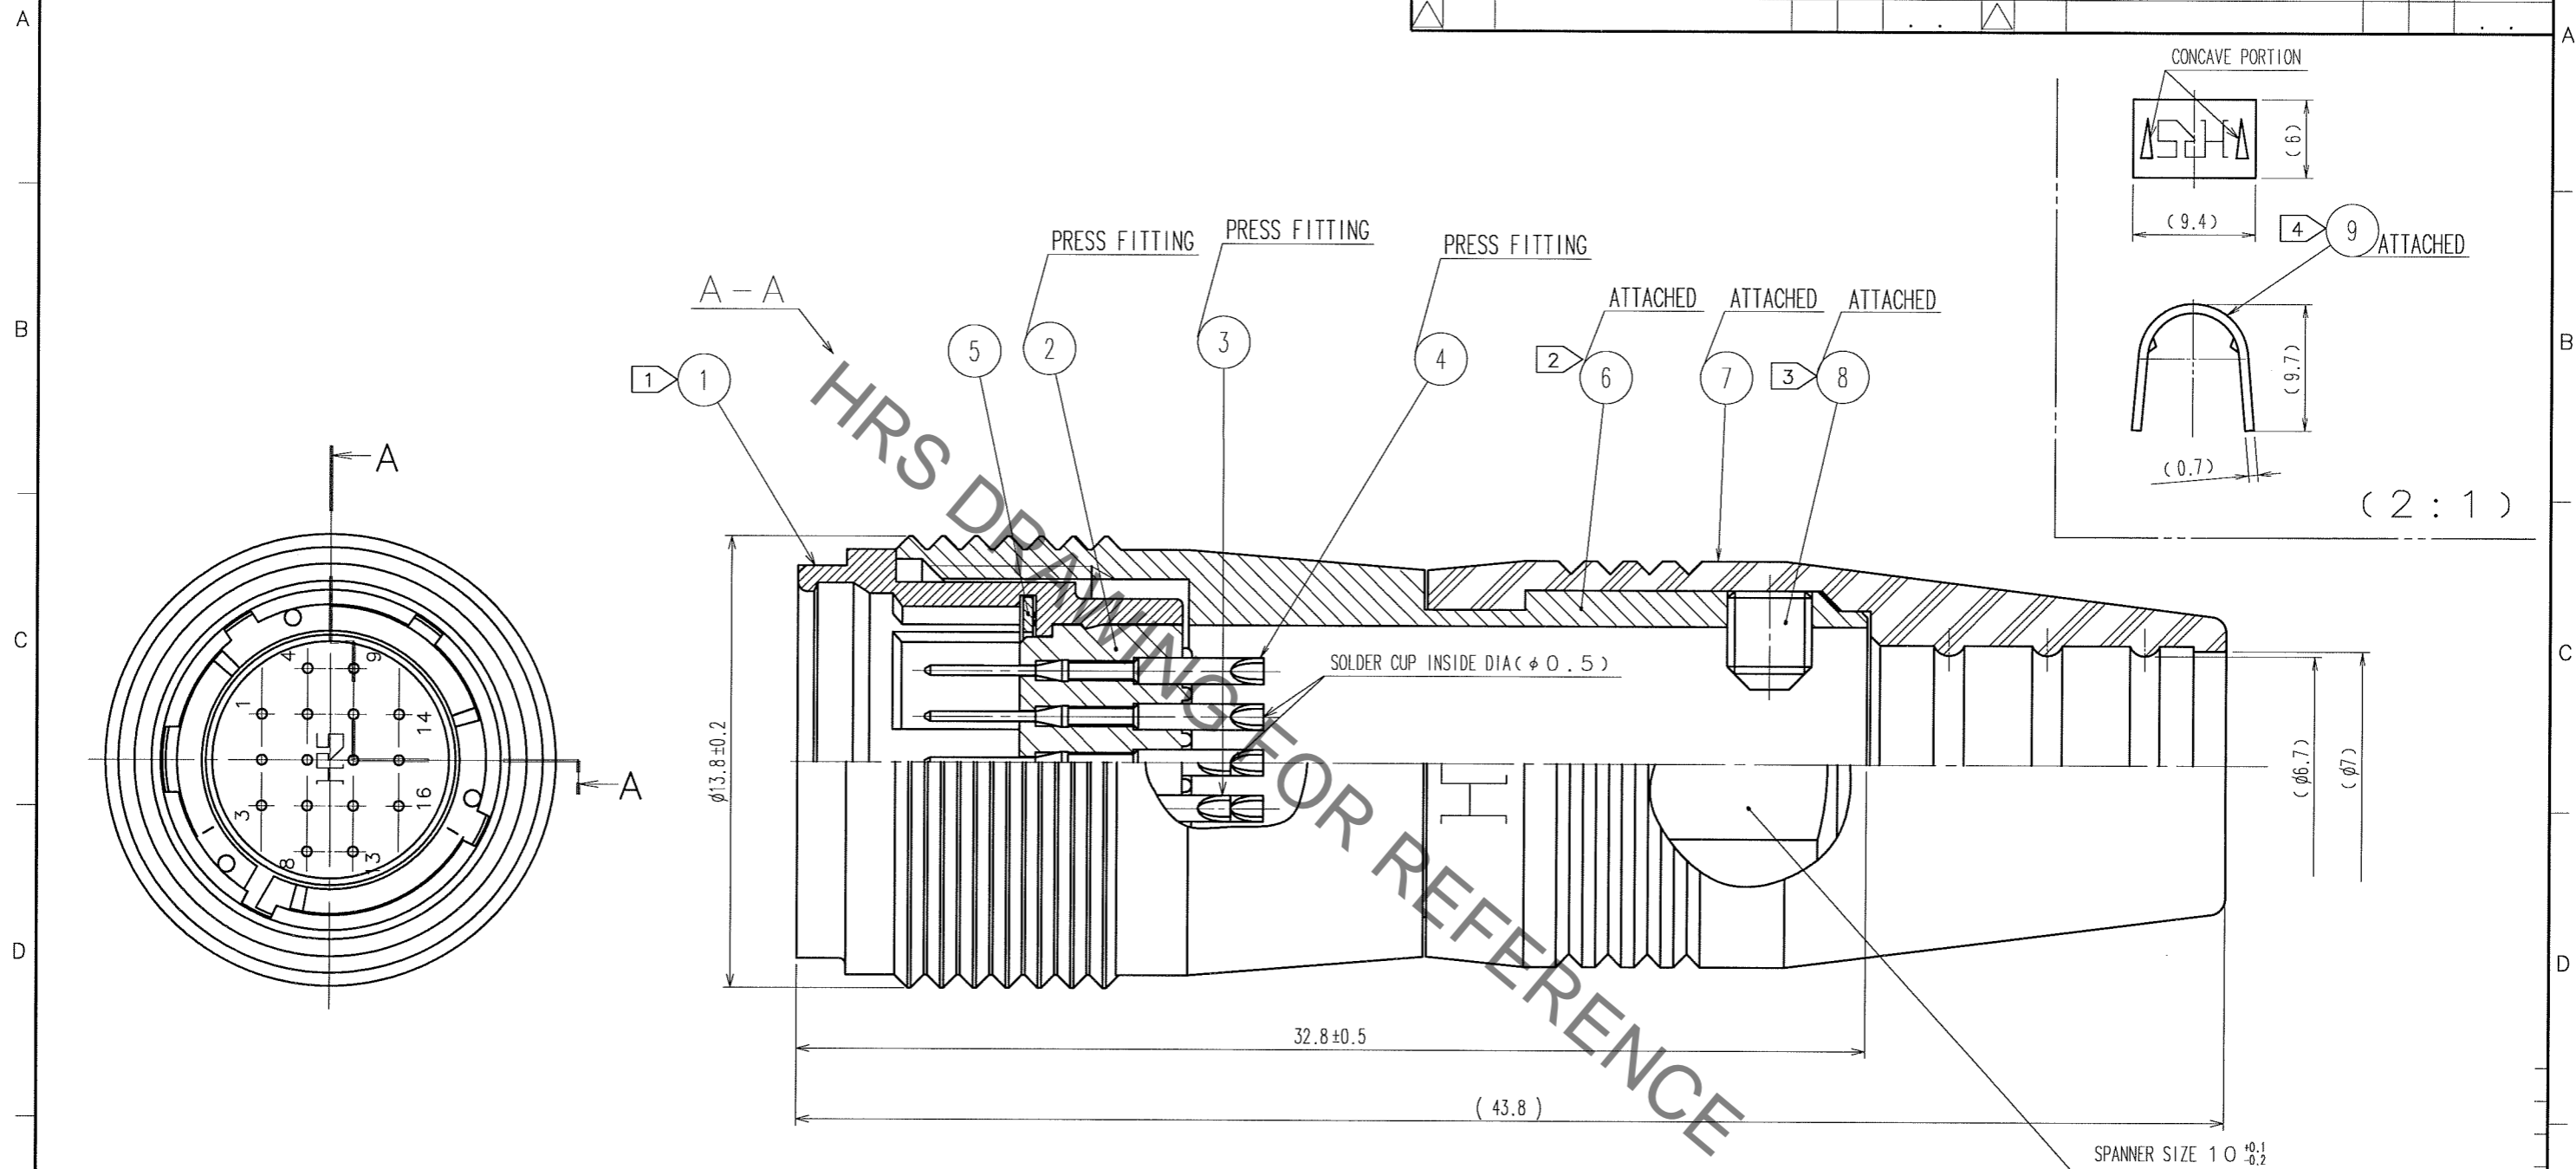 A
A
CONCAVE PORTION
HRS
(6)
(9.4)
4
9
ATTACHED
PRESS FITTING
PRESS FITTING
PRESS FITTING
A-A
ATTACHED
ATTACHED
ATTACHED
B
B
5
2
3
4
2
6
7
3
8
1
1
(9.7)
(0.7)
(2:1)
A
HRS DRAWING FOR REFERENCE
C
C
SOLDER CUP INSIDE DIA(φ0.5)
4
9
1
14
HS
3
16
8
13
A
φ13.8±0.2
H
(φ6.7)
(φ7)
D
D
32.8±0.5
(43.8)
SPANNER SIZE 10 +0.1 -0.2